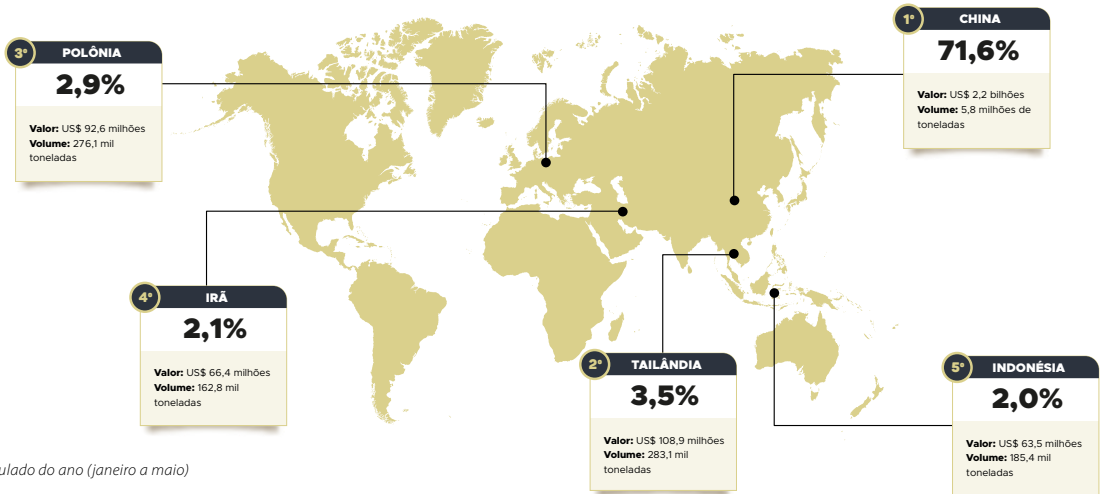 1º
CHINA
71,6%
Valor: US$ 2,2 bilhões
Volume: 5,8 milhões de
toneladas
3º
POLÔNIA
2,9%
Valor: US$ 92,6 milhões
Volume: 276,1 mil
toneladas
4º
IRÃ
2,1%
Valor: US$ 66,4 milhões
Volume: 162,8 mil
toneladas
2º
TAILÂNDIA
3,5%
Valor: US$ 108,9 milhões
Volume: 283,1 mil
toneladas
5º
INDONÉSIA
2,0%
Valor: US$ 63,5 milhões
Volume: 185,4 mil
toneladas
ulado do ano (janeiro a maio)